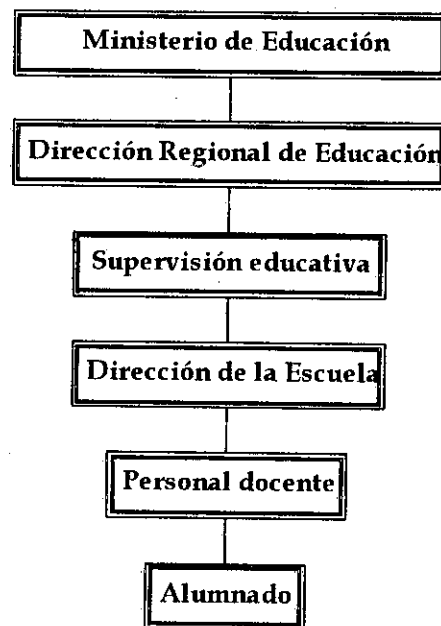 Ministerio de Educación
Dirección Regional de Educación
Supervisión educativa
Dirección de la Escuela
Personal docente
Alumnado